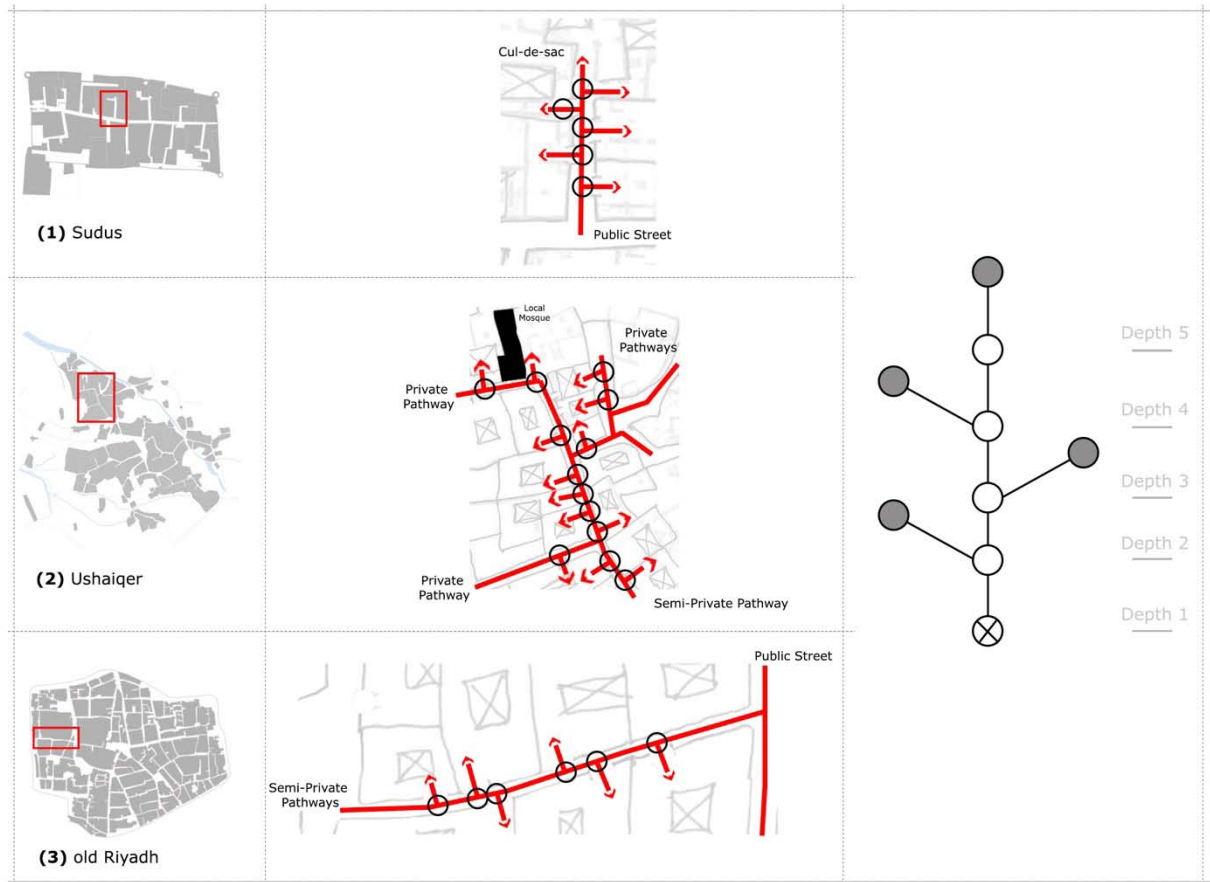 Cul-de-sac
Public Street
(1) Sudus
Local
Mosque
Private
Pathways
Private
Pathway
Private
Pathway
Semi-Private Pathway
(2) Ushaiqer
Public Street
Semi-Private
Pathways
(3) old Riyadh
Depth 5
Depth 4
Depth 3
Depth 2
Depth 1